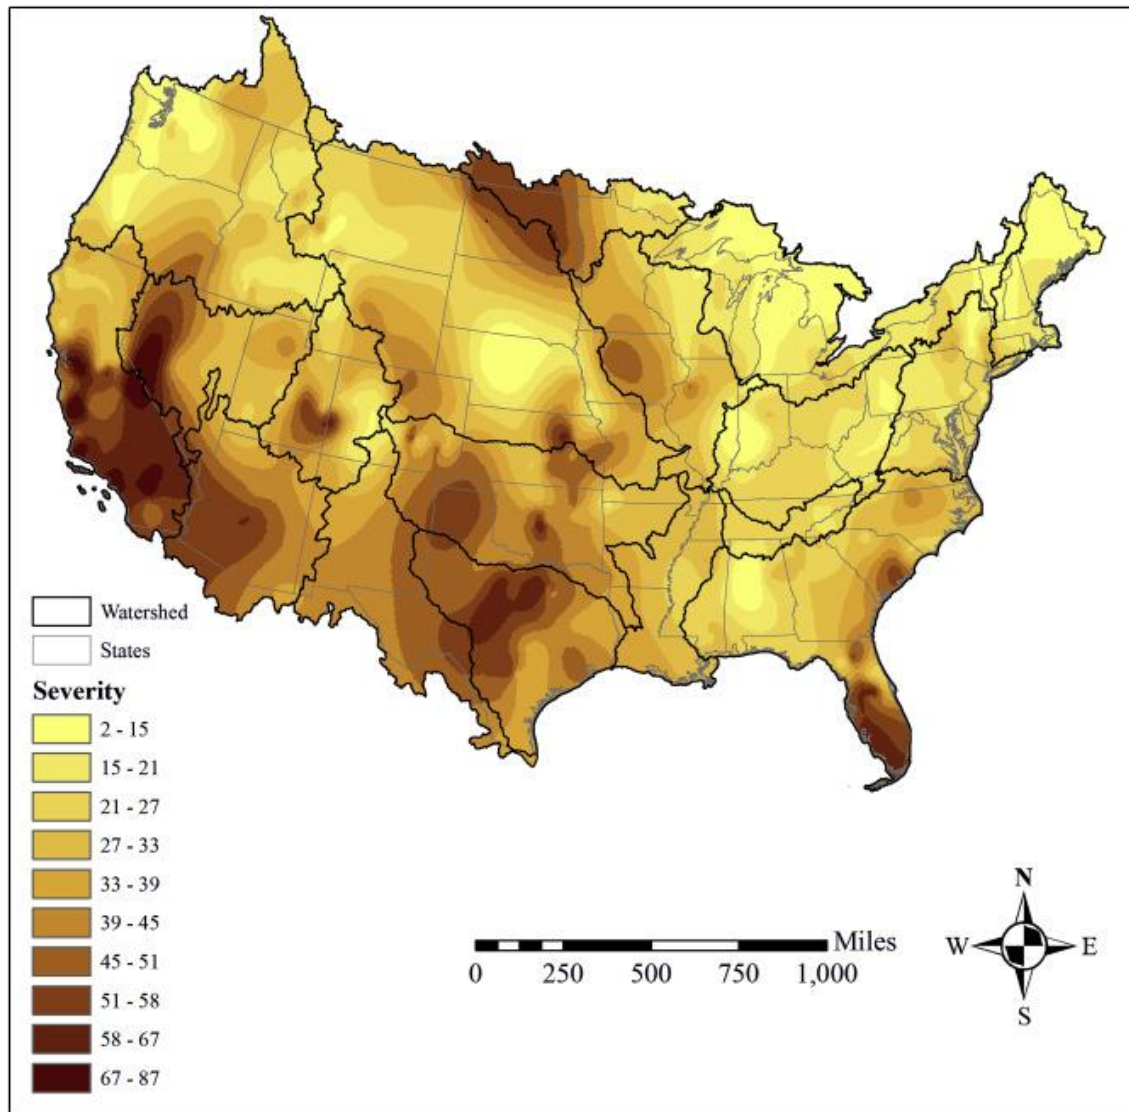 Watershed
States
Severity
2 - 15
15 - 21
21 - 27
27 - 33
33 - 39
39 - 45
45 - 51
51 - 58
58 - 67
67 - 87
Miles
0 250 500 750 1,000
N
W E
S